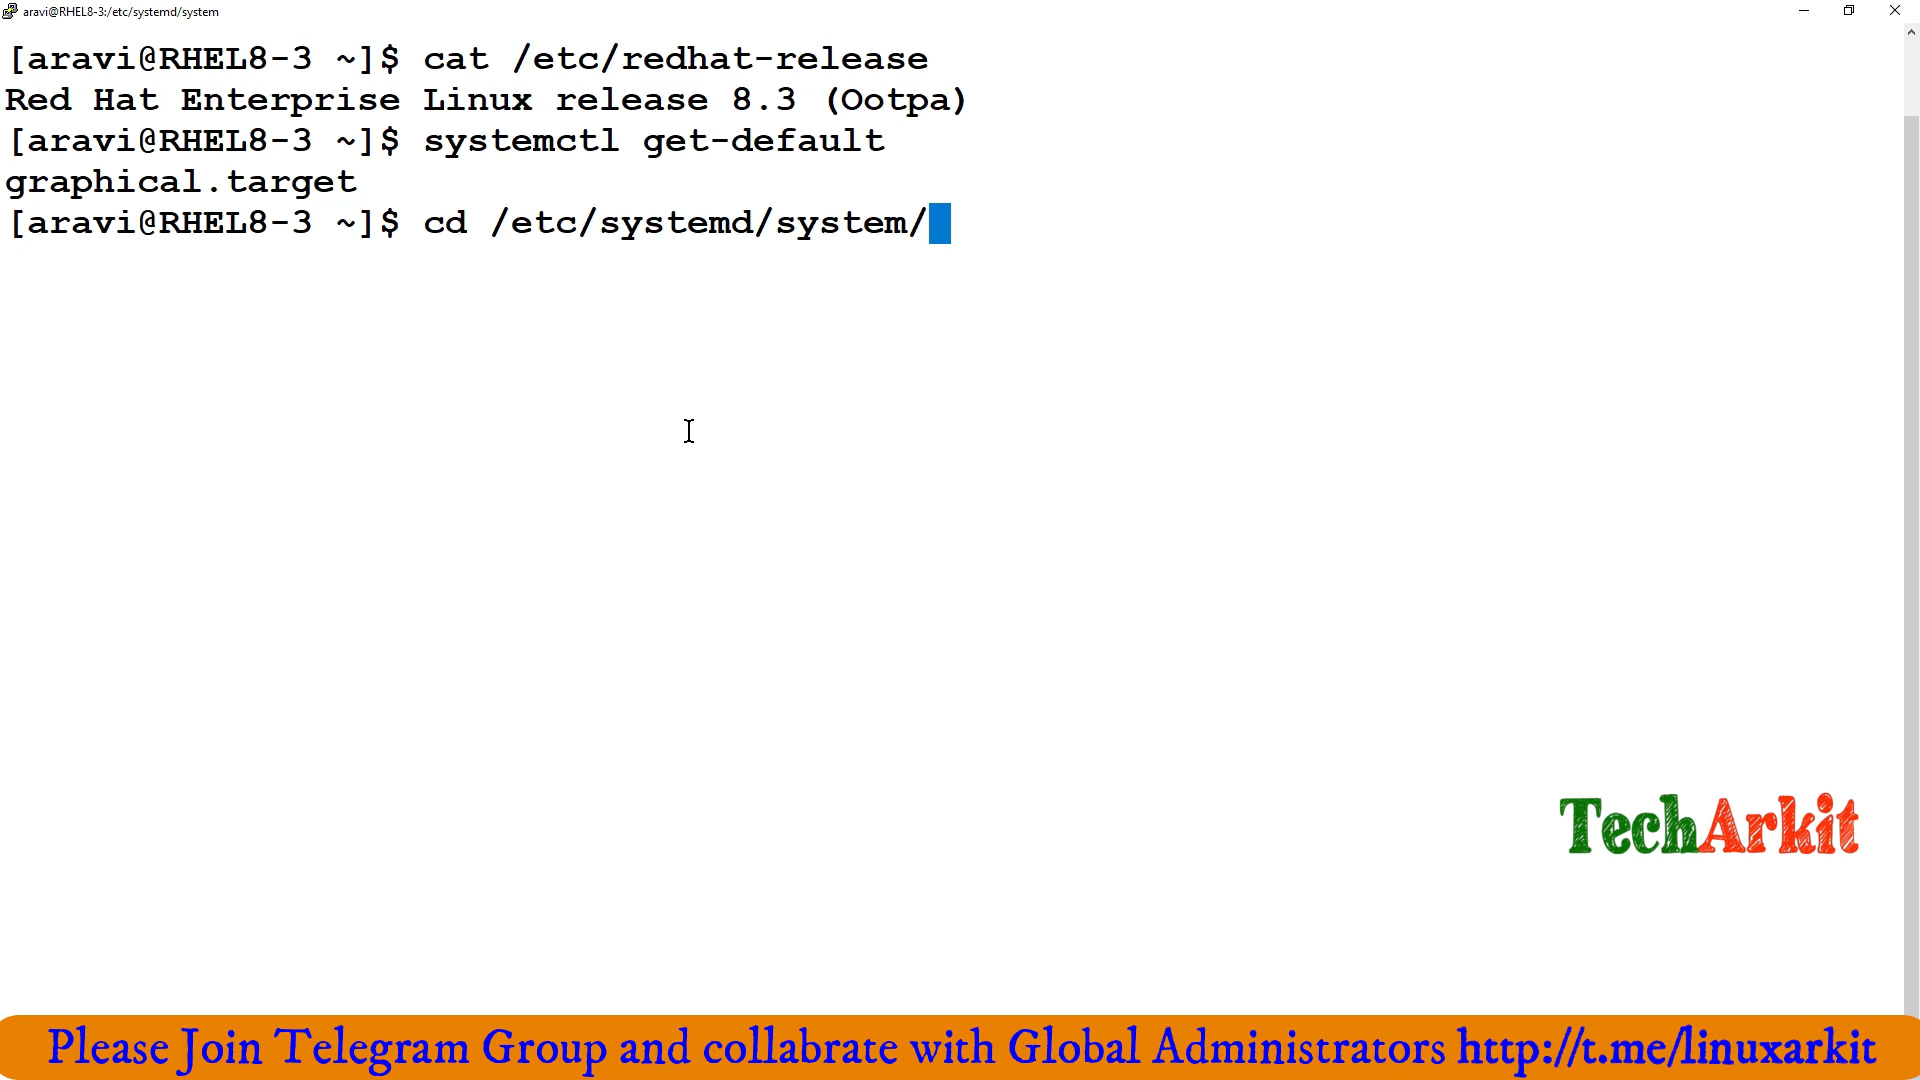 aravi@RHEL8-3:/etc/systemd/system
[aravi@RHEL8-3 ~]$ cat /etc/redhat-release
Red Hat Enterprise Linux release 8.3 (Ootpa)
[aravi@RHEL8-3 ~]$ systemctl get-default
graphical.target
[aravi@RHEL8-3 ~]$ cd /etc/systemd/system/
TechArkit
Please Join Telegram Group and collabrate with Global Administrators http://t.me/linuxarkit